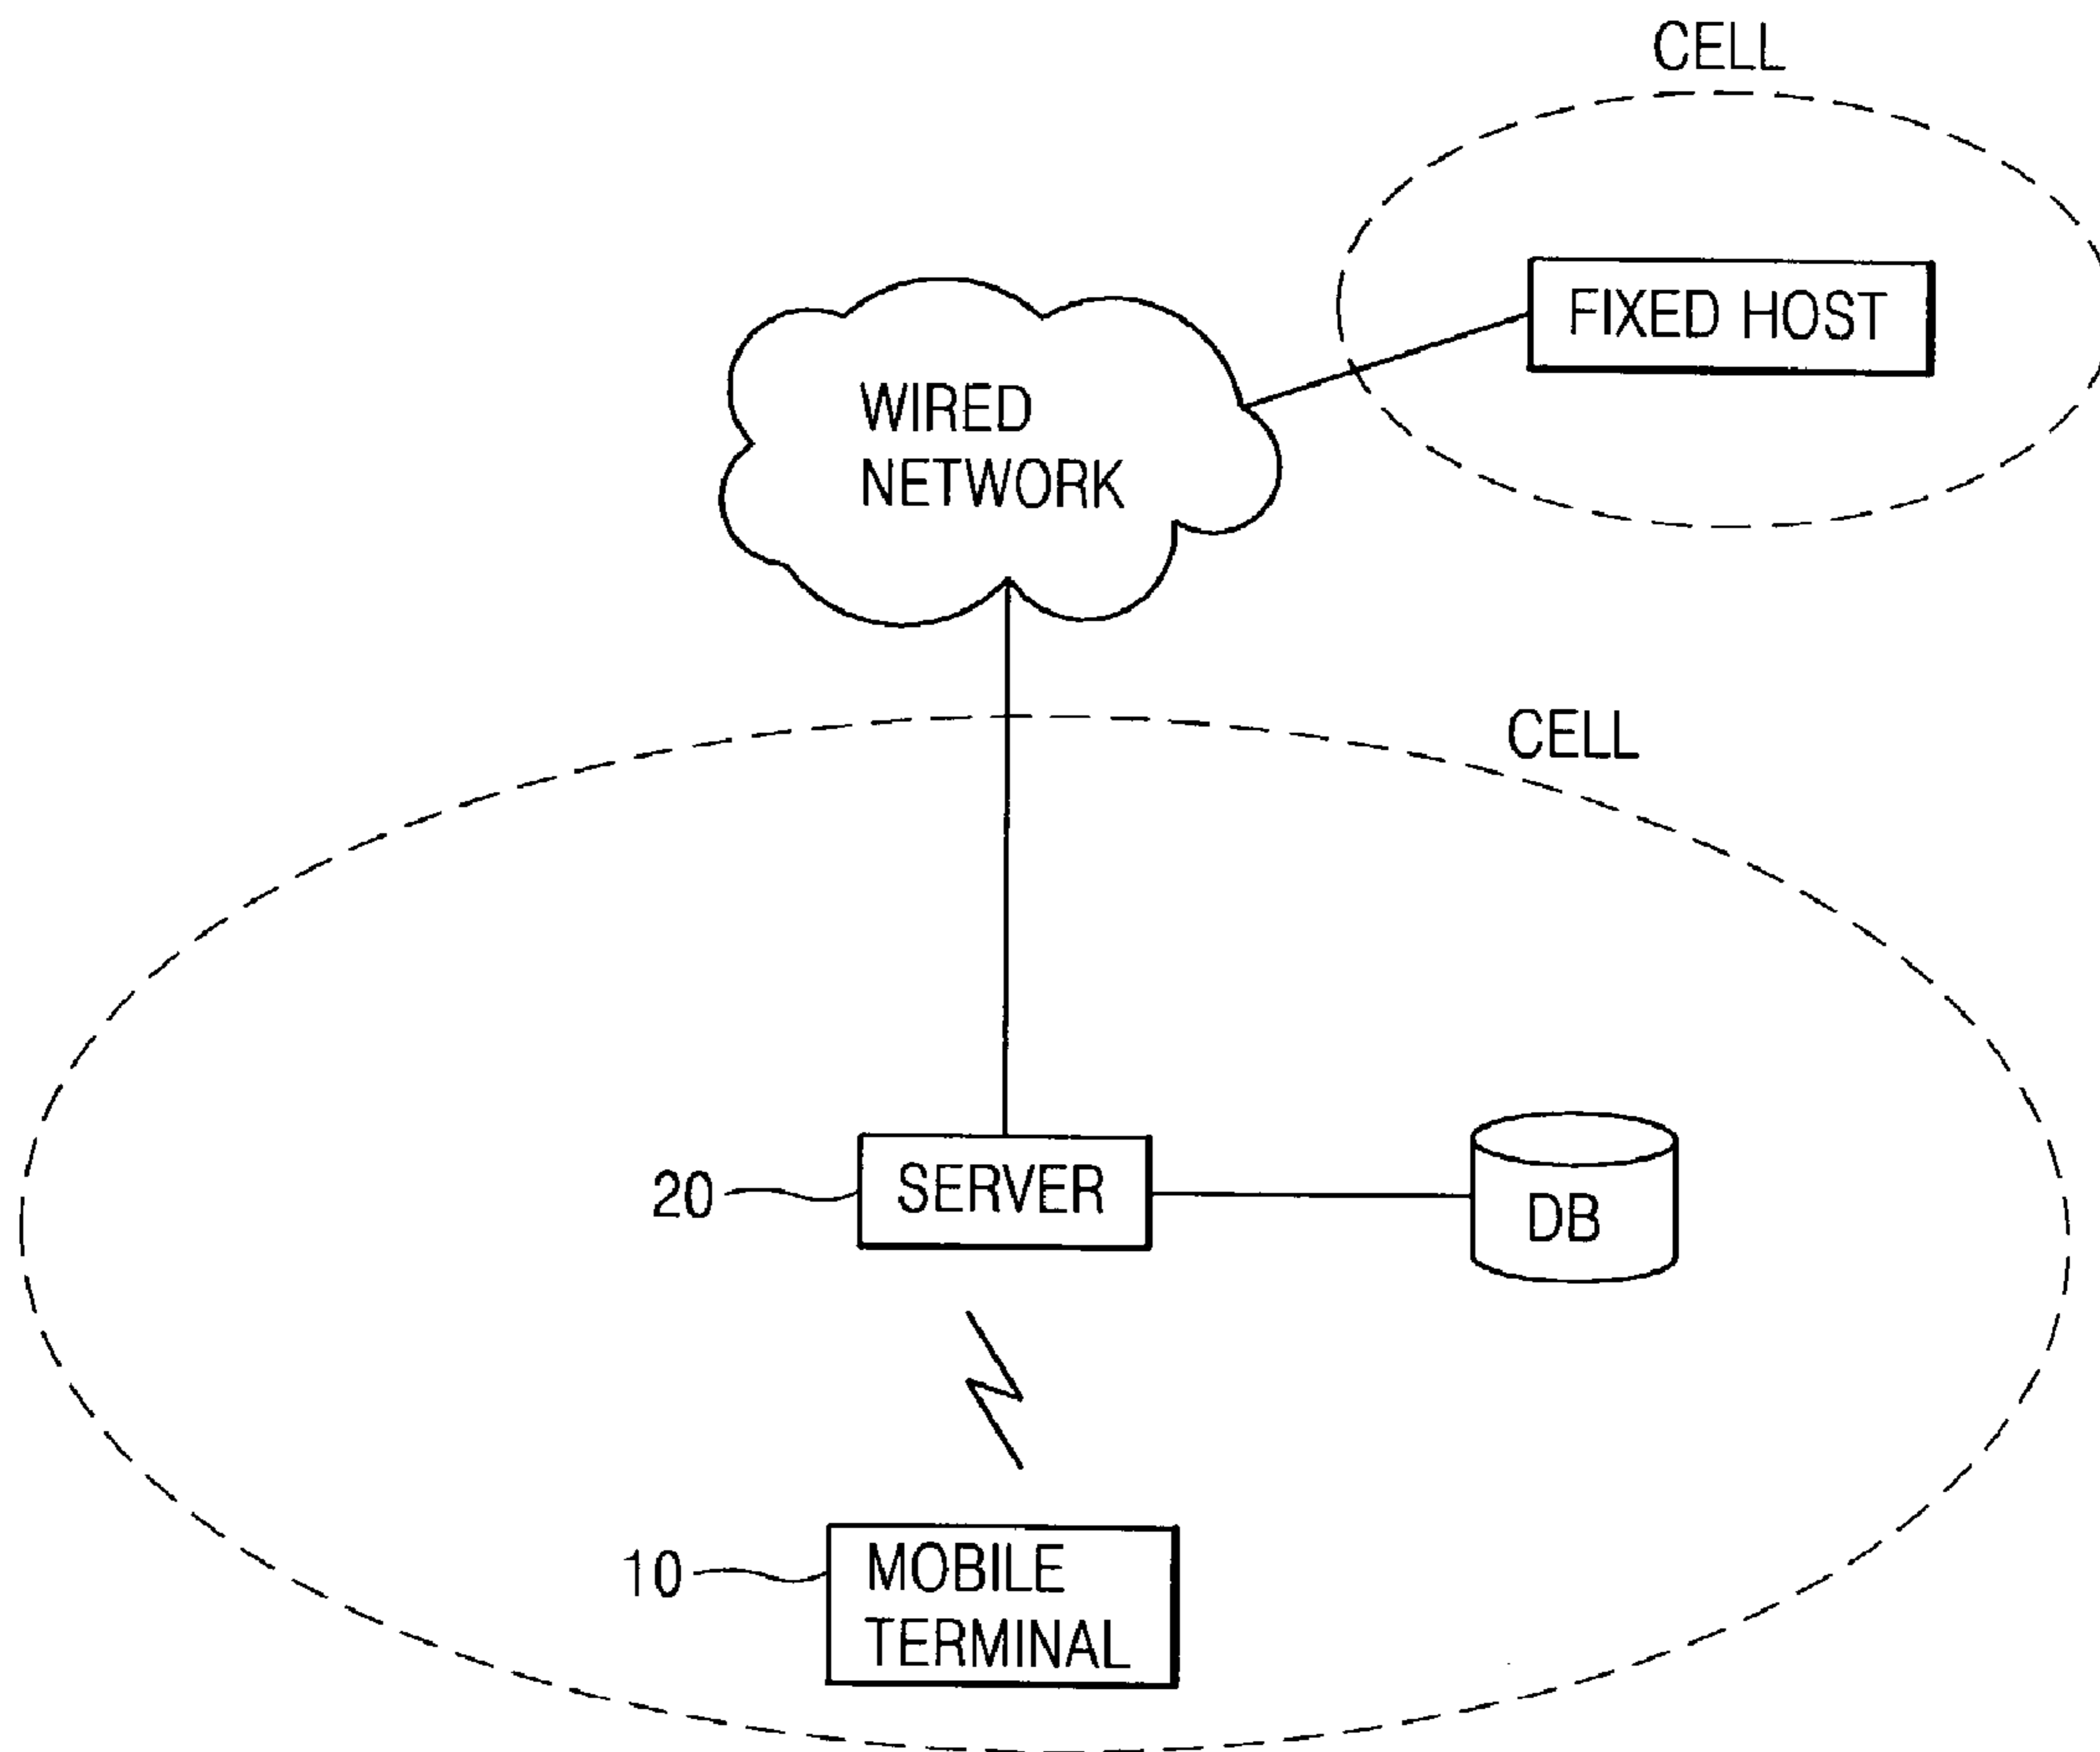 CELL
FIXED HOST
WIRED
NETWORK
CELL
20
SERVER
DB
10
MOBILE
TERMINAL